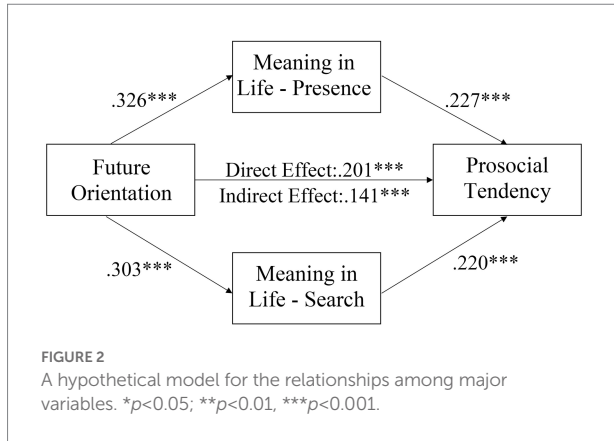 Meaning in
Life - Presence
.326***
.227***
Future
Orientation
Direct Effect:.201***
Indirect Effect:.141***
Prosocial
Tendency
.303***
.220***
Meaning in
Life - Search
FIGURE 2
A hypothetical model for the relationships among major
variables. *p<0.05; **p<0.01, ***p<0.001.